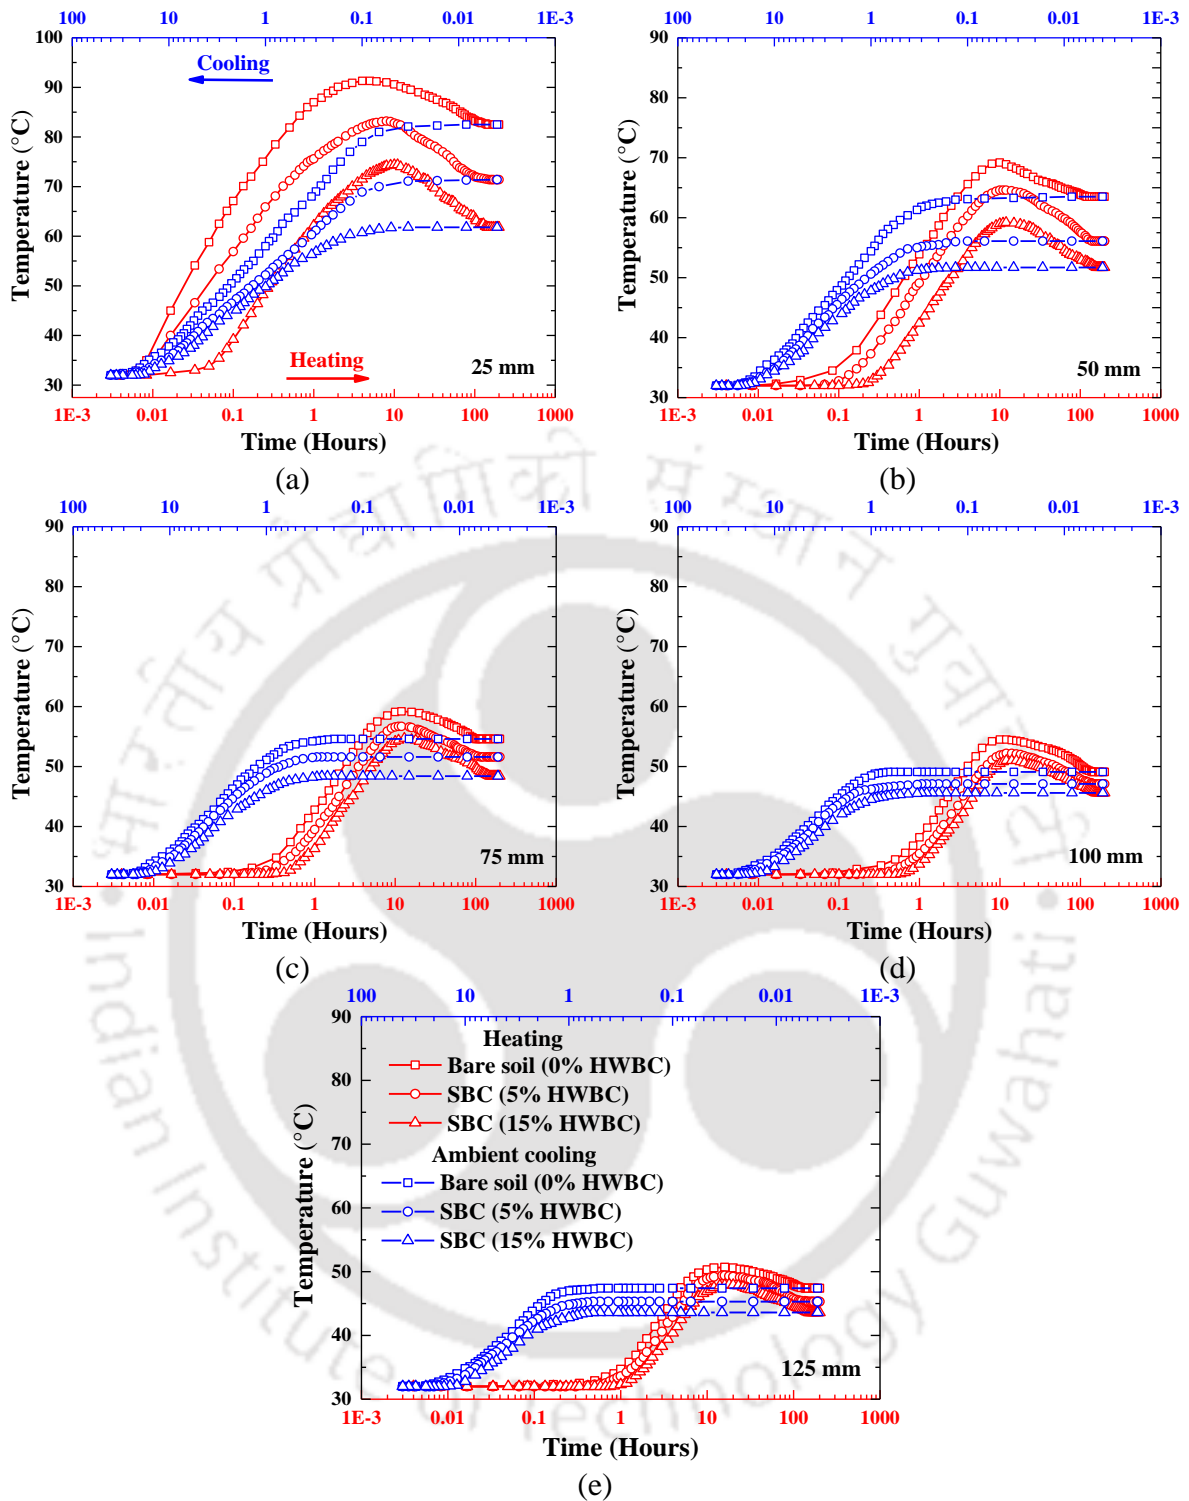 100 10 1 0.1 0.01 1E-3
100
90
80
70
60
50
40
30
Temperature (°C)
Cooling
Heating
25 mm
1E-3 0.01 0.1 1 10 100 1000
Time (Hours)
(a)
100 10 1 0.1 0.01 1E-3
90
80
70
60
50
40
30
Temperature (°C)
50 mm
1E-3 0.01 0.1 1 10 100 1000
Time (Hours)
(b)
100 10 1 0.1 0.01 1E-3
90
80
70
60
50
40
30
Temperature (°C)
75 mm
1E-3 0.01 0.1 1 10 100 1000
Time (Hours)
(c)
100 10 1 0.1 0.01 1E-3
90
80
70
60
50
40
30
Temperature (°C)
100 mm
1E-3 0.01 0.1 1 10 100 1000
Time (Hours)
(d)
100 10 1 0.1 0.01 1E-3
90
80
70
60
50
40
30
Temperature (°C)
Heating
Bare soil (0% HWBC)
SBC (5% HWBC)
SBC (15% HWBC)
Ambient cooling
Bare soil (0% HWBC)
SBC (5% HWBC)
SBC (15% HWBC)
125 mm
1E-3 0.01 0.1 1 10 100 1000
Time (Hours)
(e)
Indian Institute of Technology Guwahati